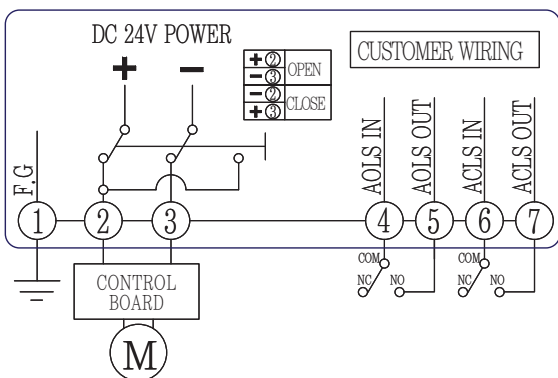 DC 24V POWER
CUSTOMER WIRING
+ −
+ ② OPEN
− ③
− ② CLOSE
+ ③
F.G
AOLS IN
AOLS OUT
ACLS IN
ACLS OUT
1 2 3 4 5 6 7
COM COM
NC NO NC NO
CONTROL
BOARD
M